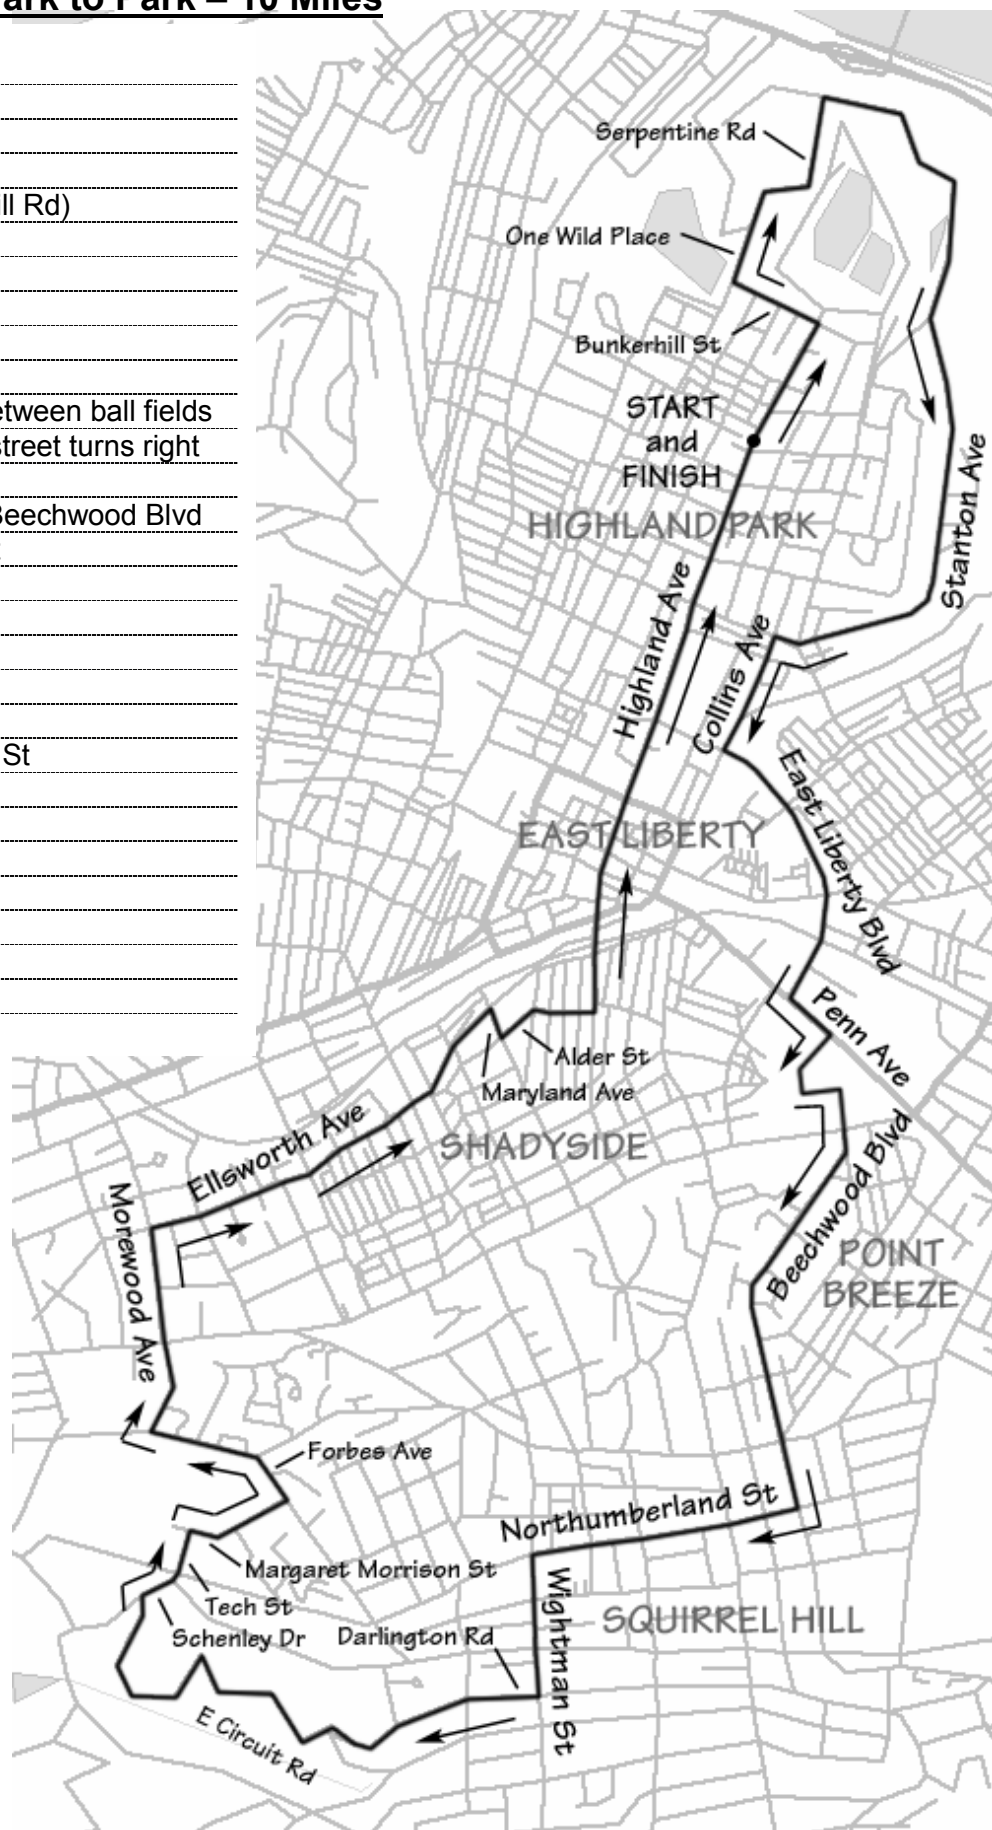 ark to Park – 10 Miles
ll Rd)
etween ball fields
street turns right
Beechwood Blvd
St
Serpentine Rd
One Wild Place
Bunkerhill St
START
and
FINISH
HIGHLAND PARK
Stanton Ave
Highland Ave
Collins Ave
East Liberty Blvd
EAST LIBERTY
Penn Ave
Alder St
Maryland Ave
Ellsworth Ave
SHADYSIDE
Beechwood Blvd
Morewood Ave
POINT
BREEZE
Forbes Ave
Northumberland St
Margaret Morrison St
Tech St
Schenley Dr
Darlington Rd
Wightman St
SQUIRREL HILL
E Circuit Rd